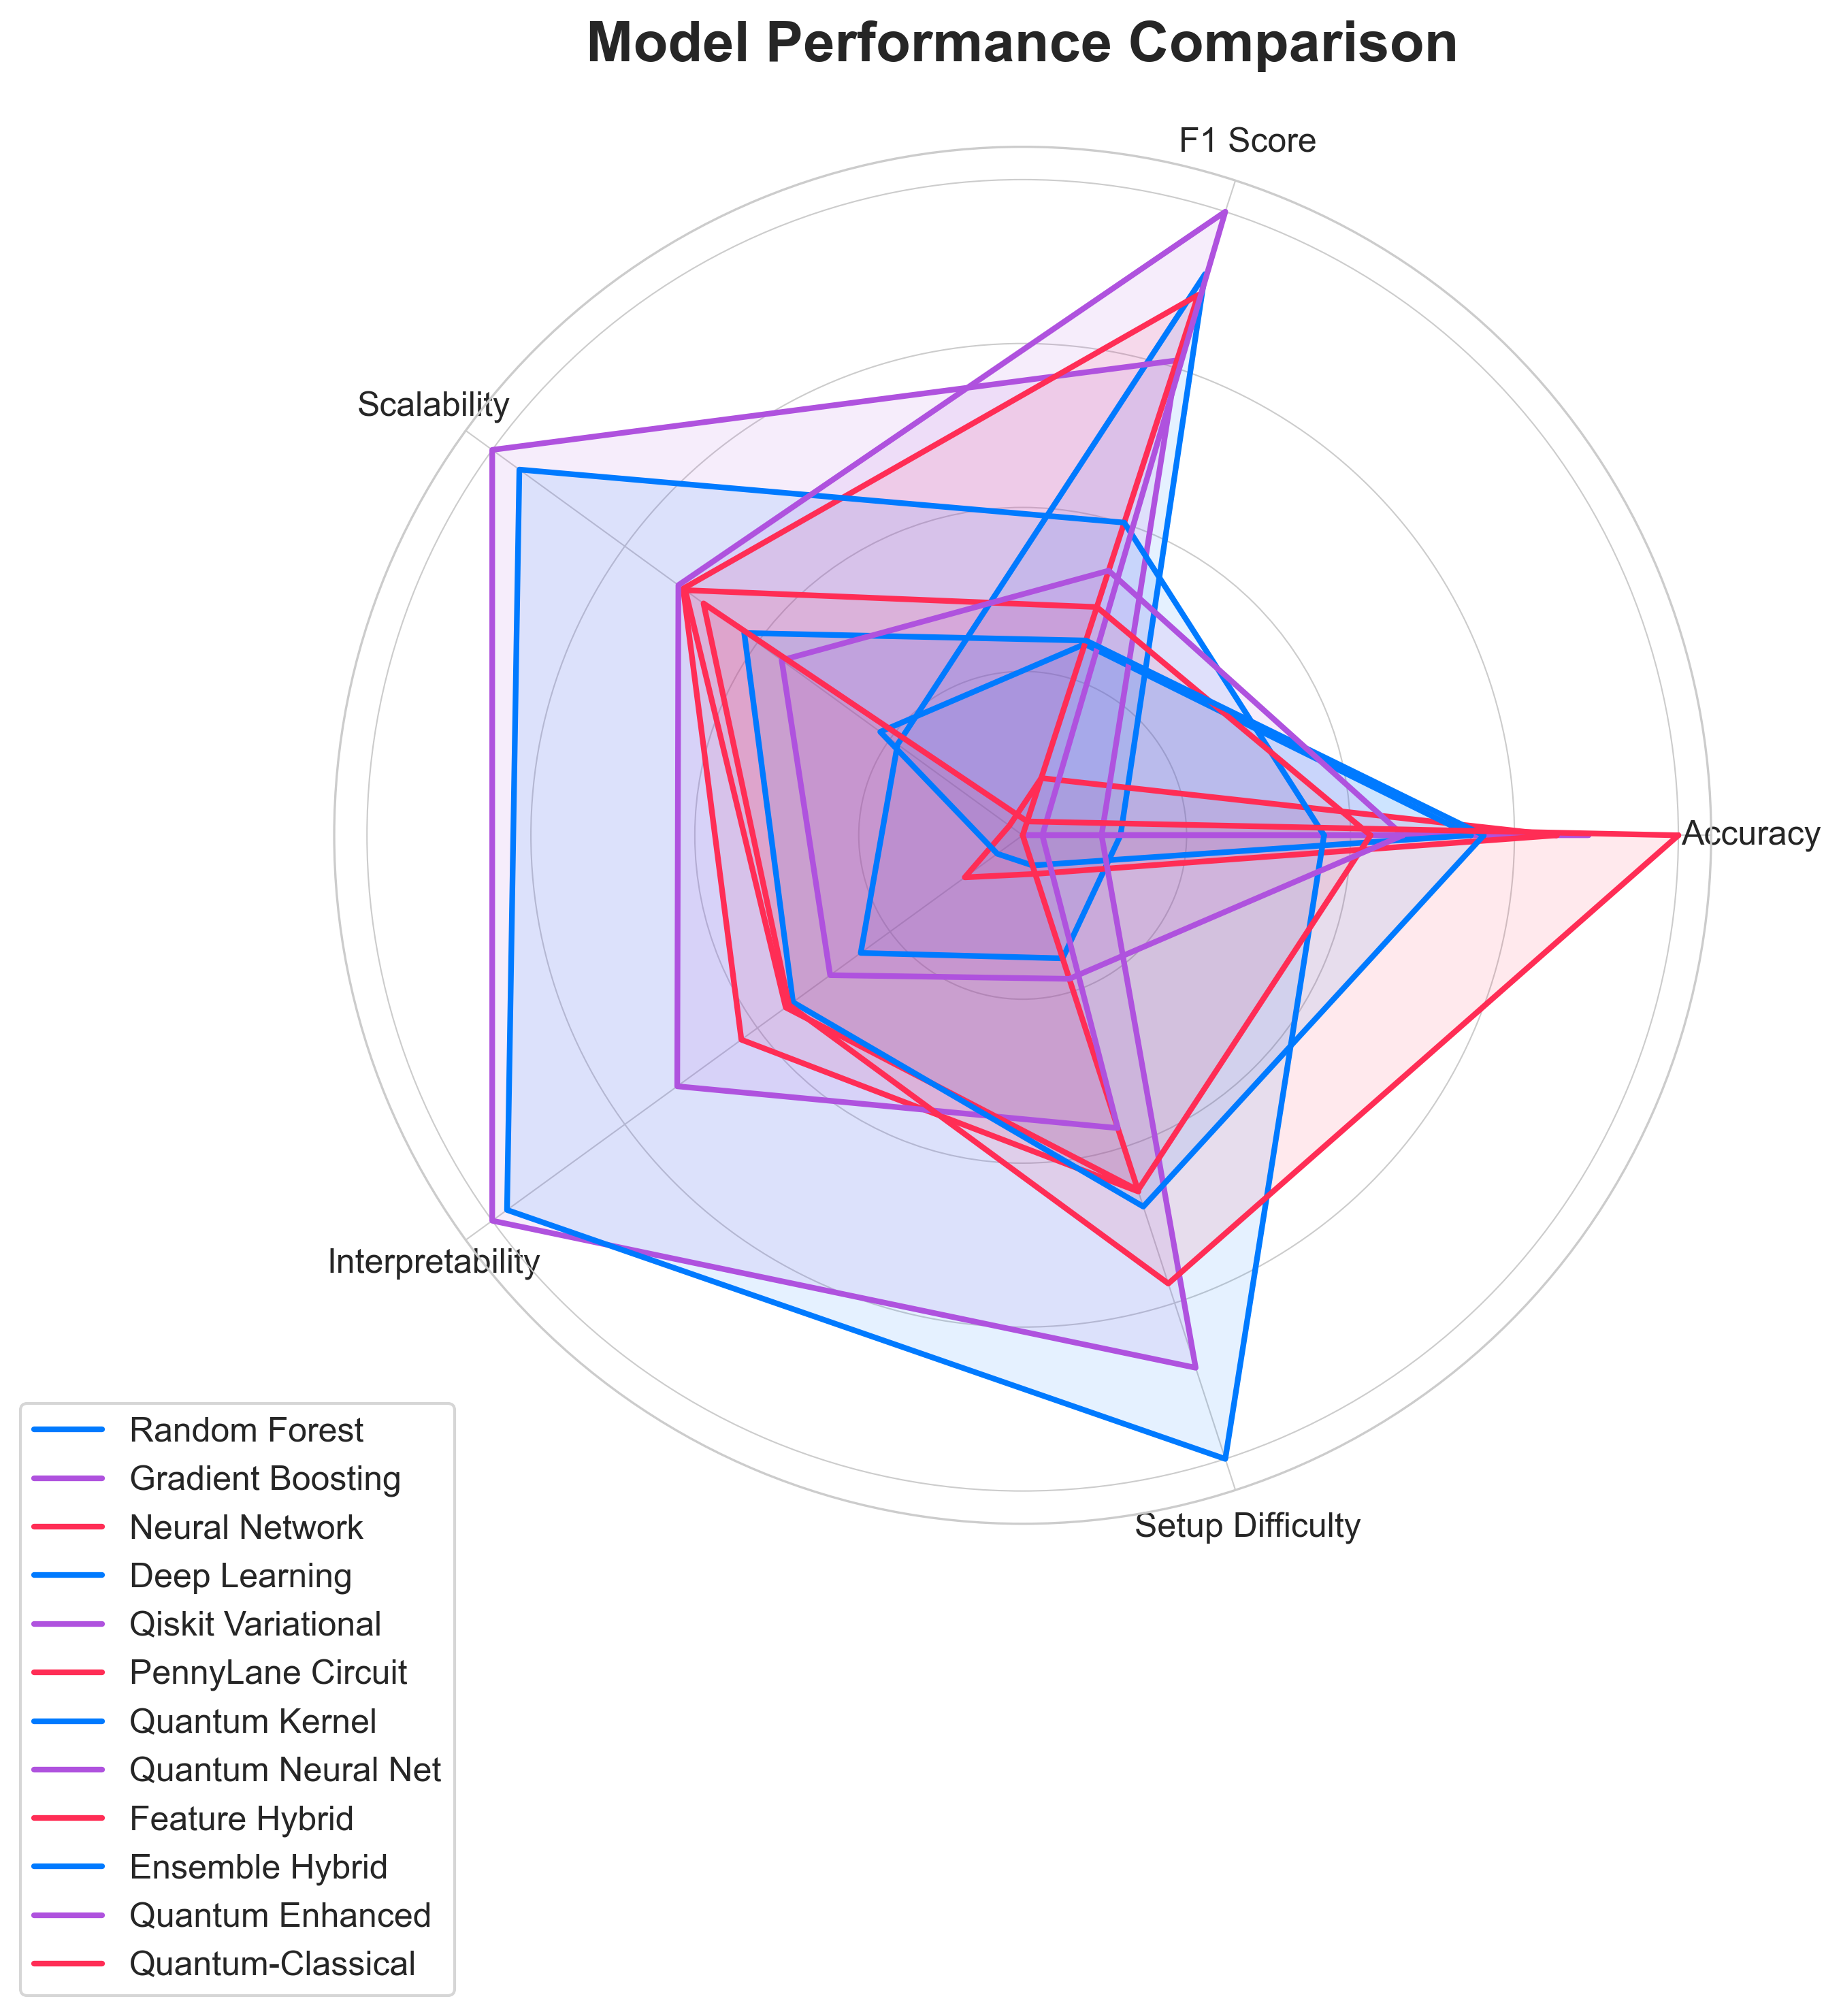 Model Performance Comparison
F1 Score
Scalability
Accuracy
Interpretability
Setup Difficulty
Random Forest
Gradient Boosting
Neural Network
Deep Learning
Qiskit Variational
PennyLane Circuit
Quantum Kernel
Quantum Neural Net
Feature Hybrid
Ensemble Hybrid
Quantum Enhanced
Quantum-Classical